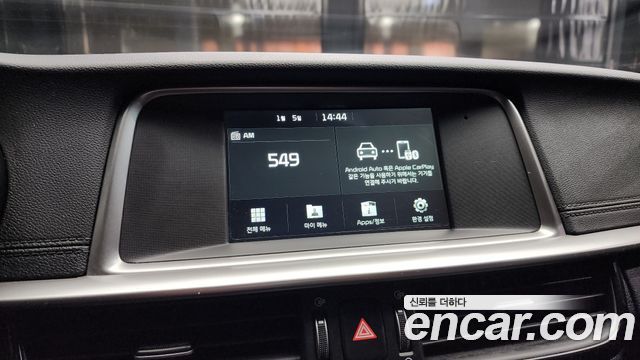 1월 5일 14:44
AM
549
Android Auto 혹은 Apple CarPlay
같은 기능을 사용하기 위해서는 기기를
연결해 주시기 바랍니다.
전체 메뉴 마이 메뉴 Apps/정보 환경 설정
신뢰를 더하다
encar.com